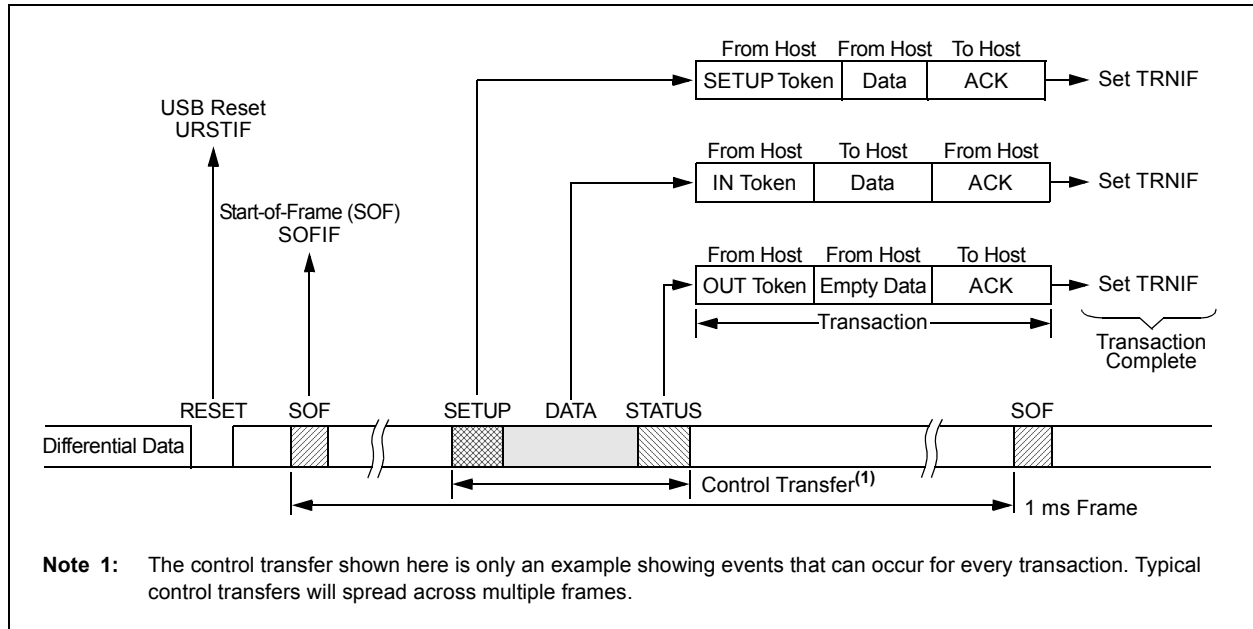 From Host From Host To Host
SETUP Token Data ACK Set TRNIF
USB Reset
URSTIF
From Host To Host From Host
IN Token Data ACK Set TRNIF
Start-of-Frame (SOF)
SOFIF
From Host From Host To Host
OUT Token Empty Data ACK Set TRNIF
Transaction
Transaction
Complete
RESET SOF SETUP DATA STATUS SOF
Differential Data
Control Transfer(1)
1 ms Frame
Note 1: The control transfer shown here is only an example showing events that can occur for every transaction. Typical
control transfers will spread across multiple frames.